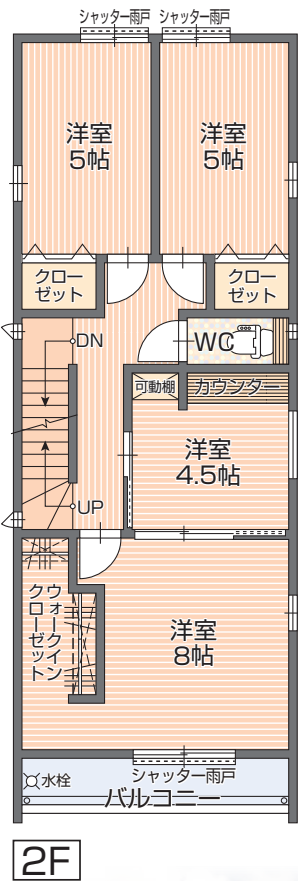 シャッター雨戸 シャッター雨戸
洋室
5帖
洋室
5帖
クロー
ゼット
クロー
ゼット
DN
WC
可動棚
カウンター
洋室
4.5帖
UP
ウォークイン
クローゼット
洋室
8帖
水栓
シャッター雨戸
バルコニー
2F